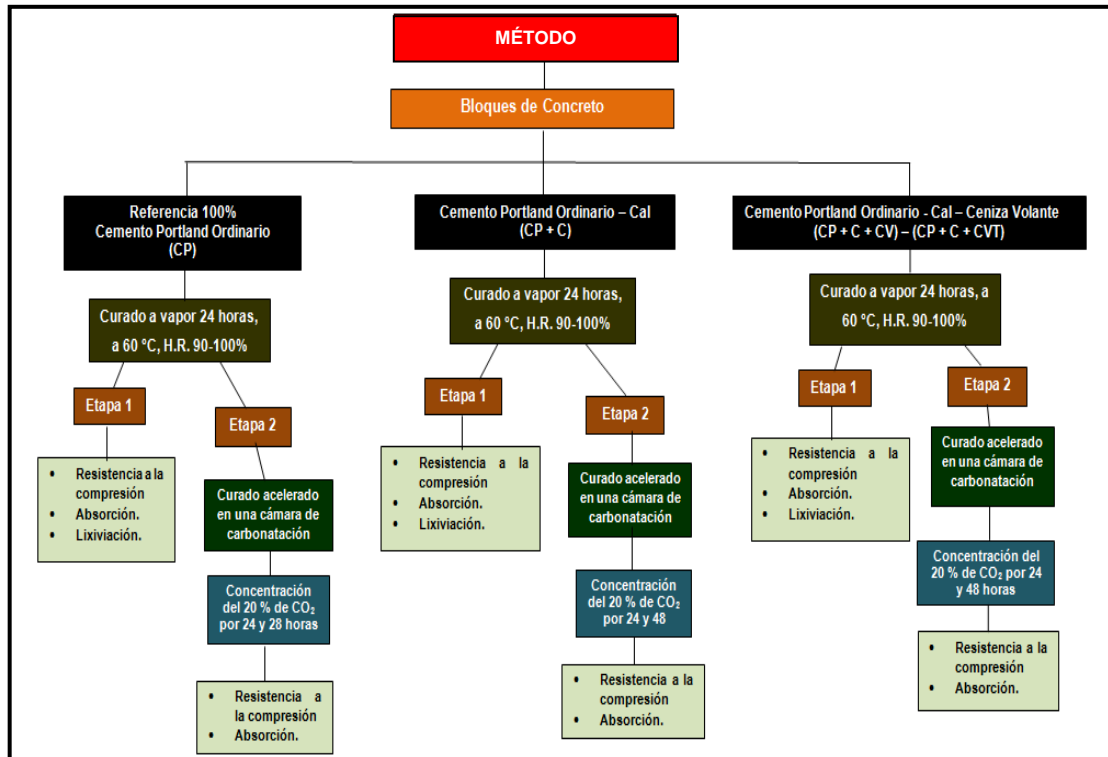 MÉTODO
Bloques de Concreto
Referencia 100%
Cemento Portland Ordinario
(CP)
Curado a vapor 24 horas,
a 60 °C, H.R. 90-100%
Etapa 1
• Resistencia a la
compresión
• Absorción.
• Lixiviación.
Etapa 2
Curado acelerado
en una cámara de
carbonatación
Concentración
del 20 % de CO₂
por 24 y 28 horas
• Resistencia a
la compresión
• Absorción.
Cemento Portland Ordinario – Cal
(CP + C)
Curado a vapor 24 horas,
a 60 °C, H.R. 90-100%
Etapa 1
• Resistencia a la
compresión
• Absorción.
• Lixiviación.
Etapa 2
Curado acelerado
en una cámara de
carbonatación
Concentración
del 20 % de CO₂
por 24 y 48
• Resistencia a la
compresión
• Absorción.
Cemento Portland Ordinario - Cal – Ceniza Volante
(CP + C + CV) – (CP + C + CVT)
Curado a vapor 24 horas, a
60 °C, H.R. 90-100%
Etapa 1
• Resistencia a la
compresión
• Absorción.
• Lixiviación.
Etapa 2
Curado acelerado
en una cámara de
carbonatación
Concentración del
20 % de CO₂ por 24
y 48 horas
• Resistencia a la
compresión
• Absorción.